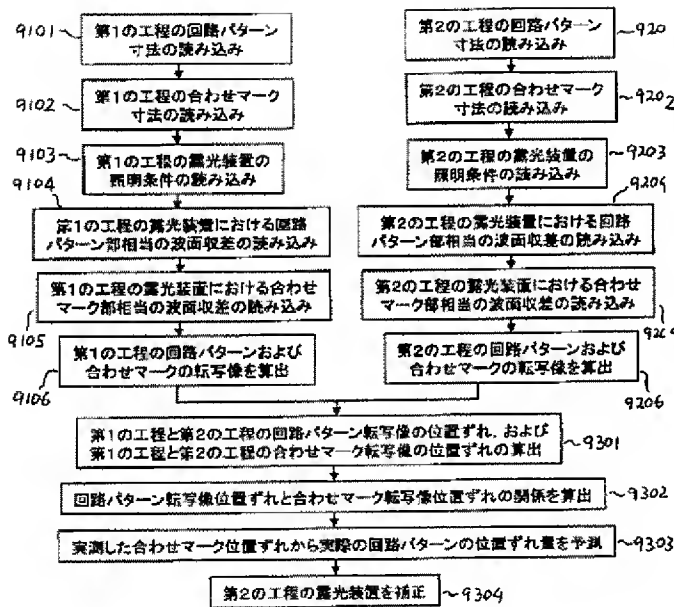 9101
第1の工程の回路パターン
寸法の読み込み
9102
第1の工程の合わせマーク
寸法の読み込み
9103
第1の工程の露光装置の
照明条件の読み込み
9104
第1の工程の露光装置における回路
パターン部相当の波面収差の読み込み
第1の工程の露光装置における合わせ
マーク部相当の波面収差の読み込み
9105
第1の工程の回路パターンおよび
合わせマークの転写像を算出
9106
第2の工程の回路パターン
寸法の読み込み
920
第2の工程の合わせマーク
寸法の読み込み
9202
第2の工程の露光装置の
照明条件の読み込み
9203
9204
第2の工程の露光装置における回路
パターン部相当の波面収差の読み込み
第2の工程の露光装置における合わせ
マーク部相当の波面収差の読み込み
第2の工程の回路パターンおよび
合わせマークの転写像を算出
9206
第1の工程と第2の工程の回路パターン転写像の位置ずれ、および
第1の工程と第2の工程の合わせマーク転写像の位置ずれの算出
9301
回路パターン転写像位置ずれと合わせマーク転写像位置ずれの関係を算出
9302
実測した合わせマーク位置ずれから実際の回路パターンの位置ずれ量を予測
9303
第2の工程の露光装置を補正
9304